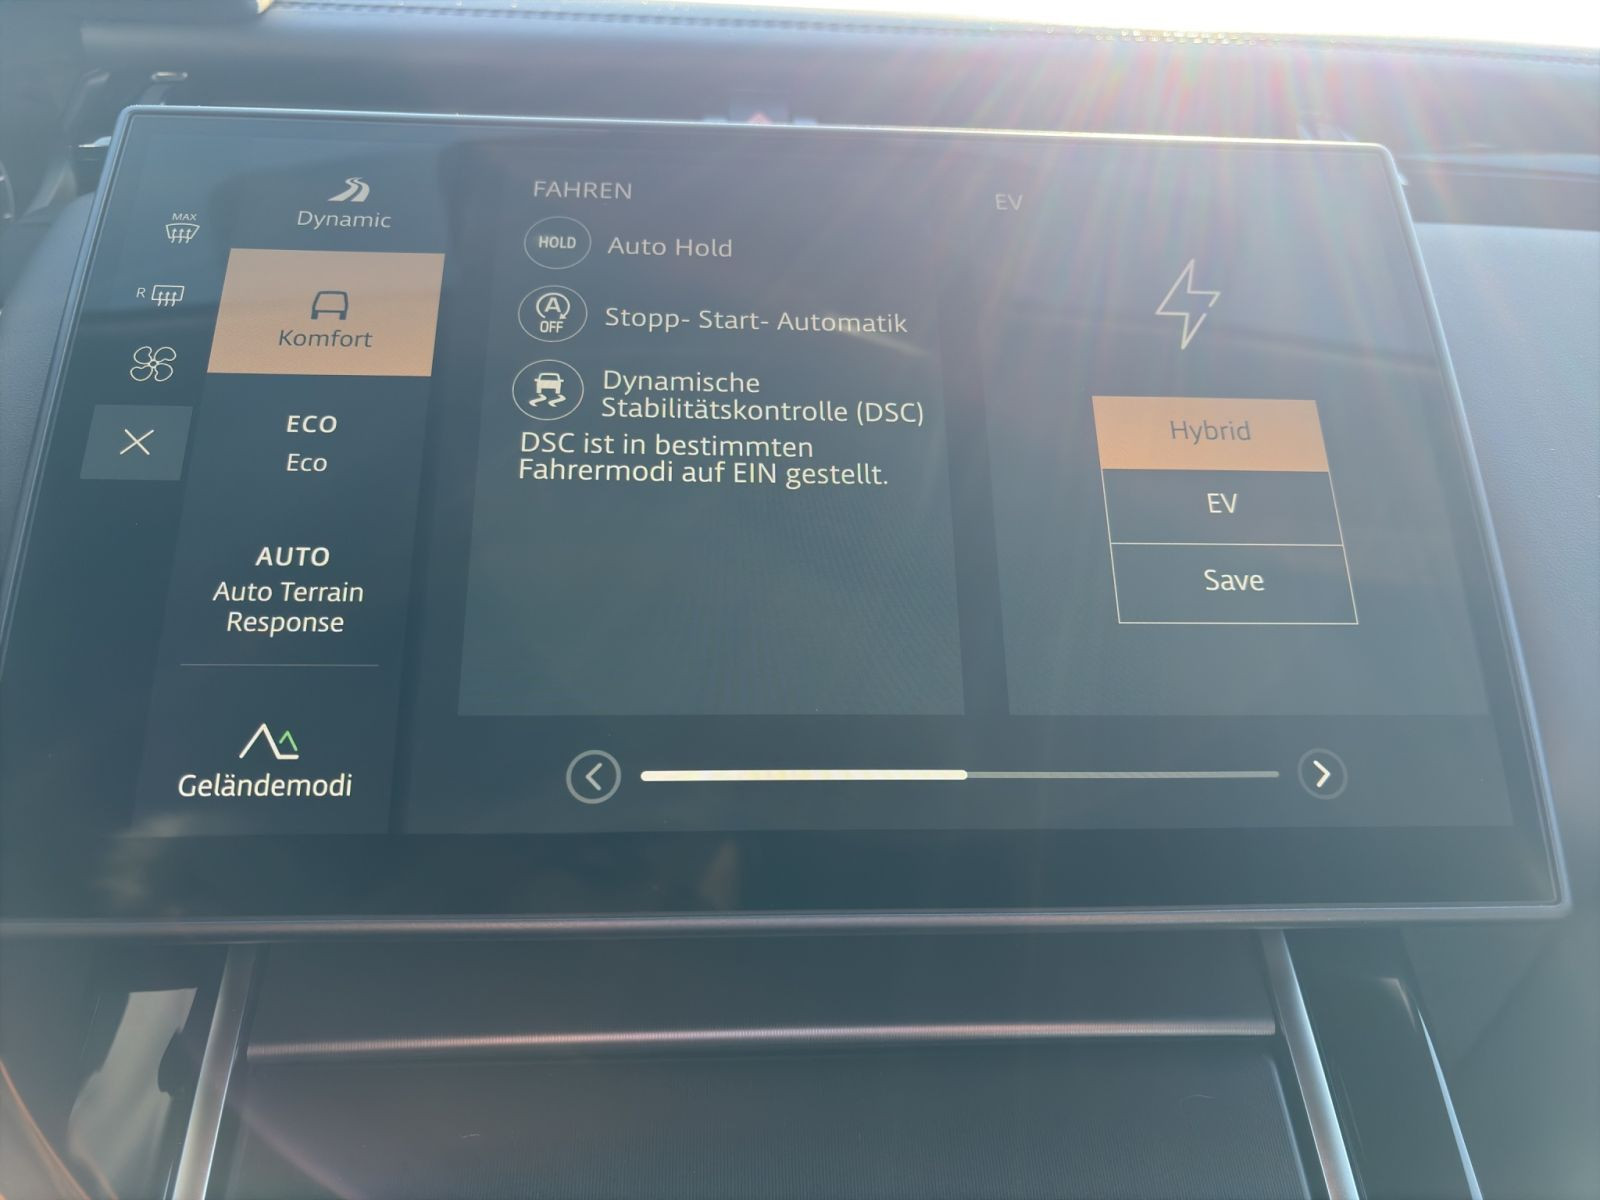 MAX
R
Dynamic
Komfort
ECO
Eco
AUTO
Auto Terrain
Response
Geländemodi
FAHREN
HOLD Auto Hold
A
OFF
Stopp- Start- Automatik
Dynamische
Stabilitätskontrolle (DSC)
DSC ist in bestimmten
Fahrermodi auf EIN gestellt.
EV
Hybrid
EV
Save